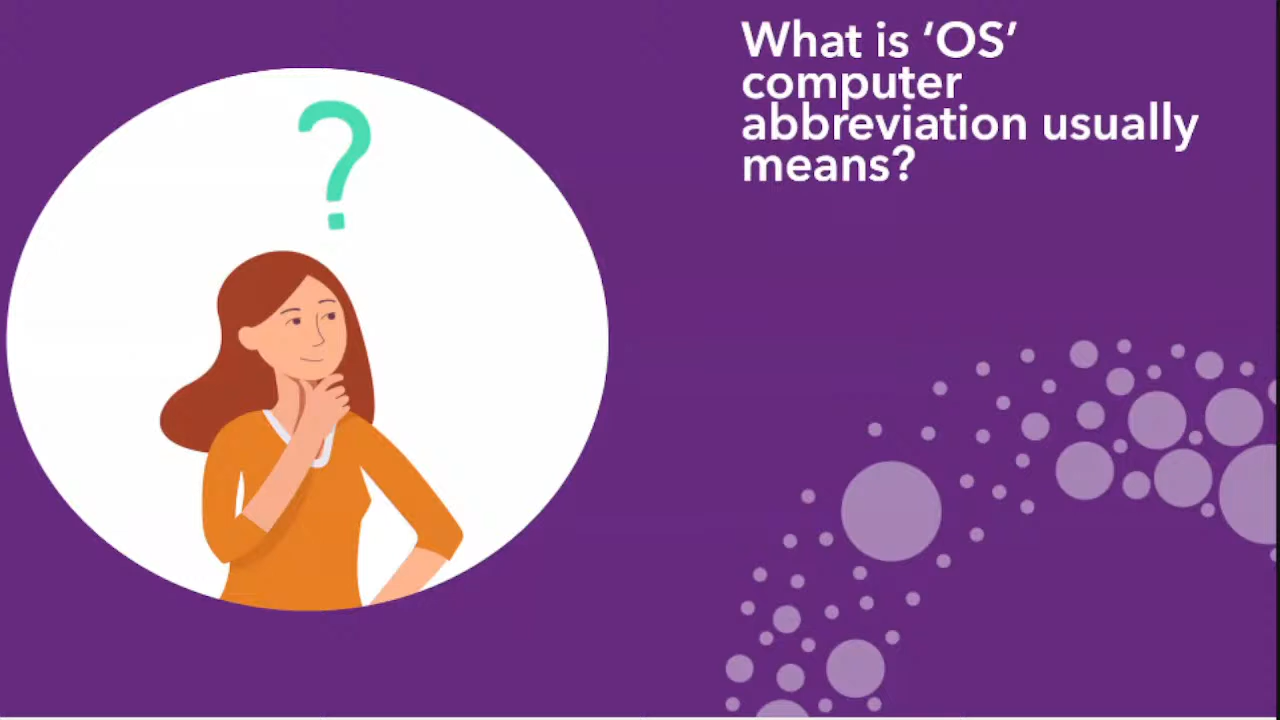 What is ‘OS’
computer
abbreviation usually
means?
?